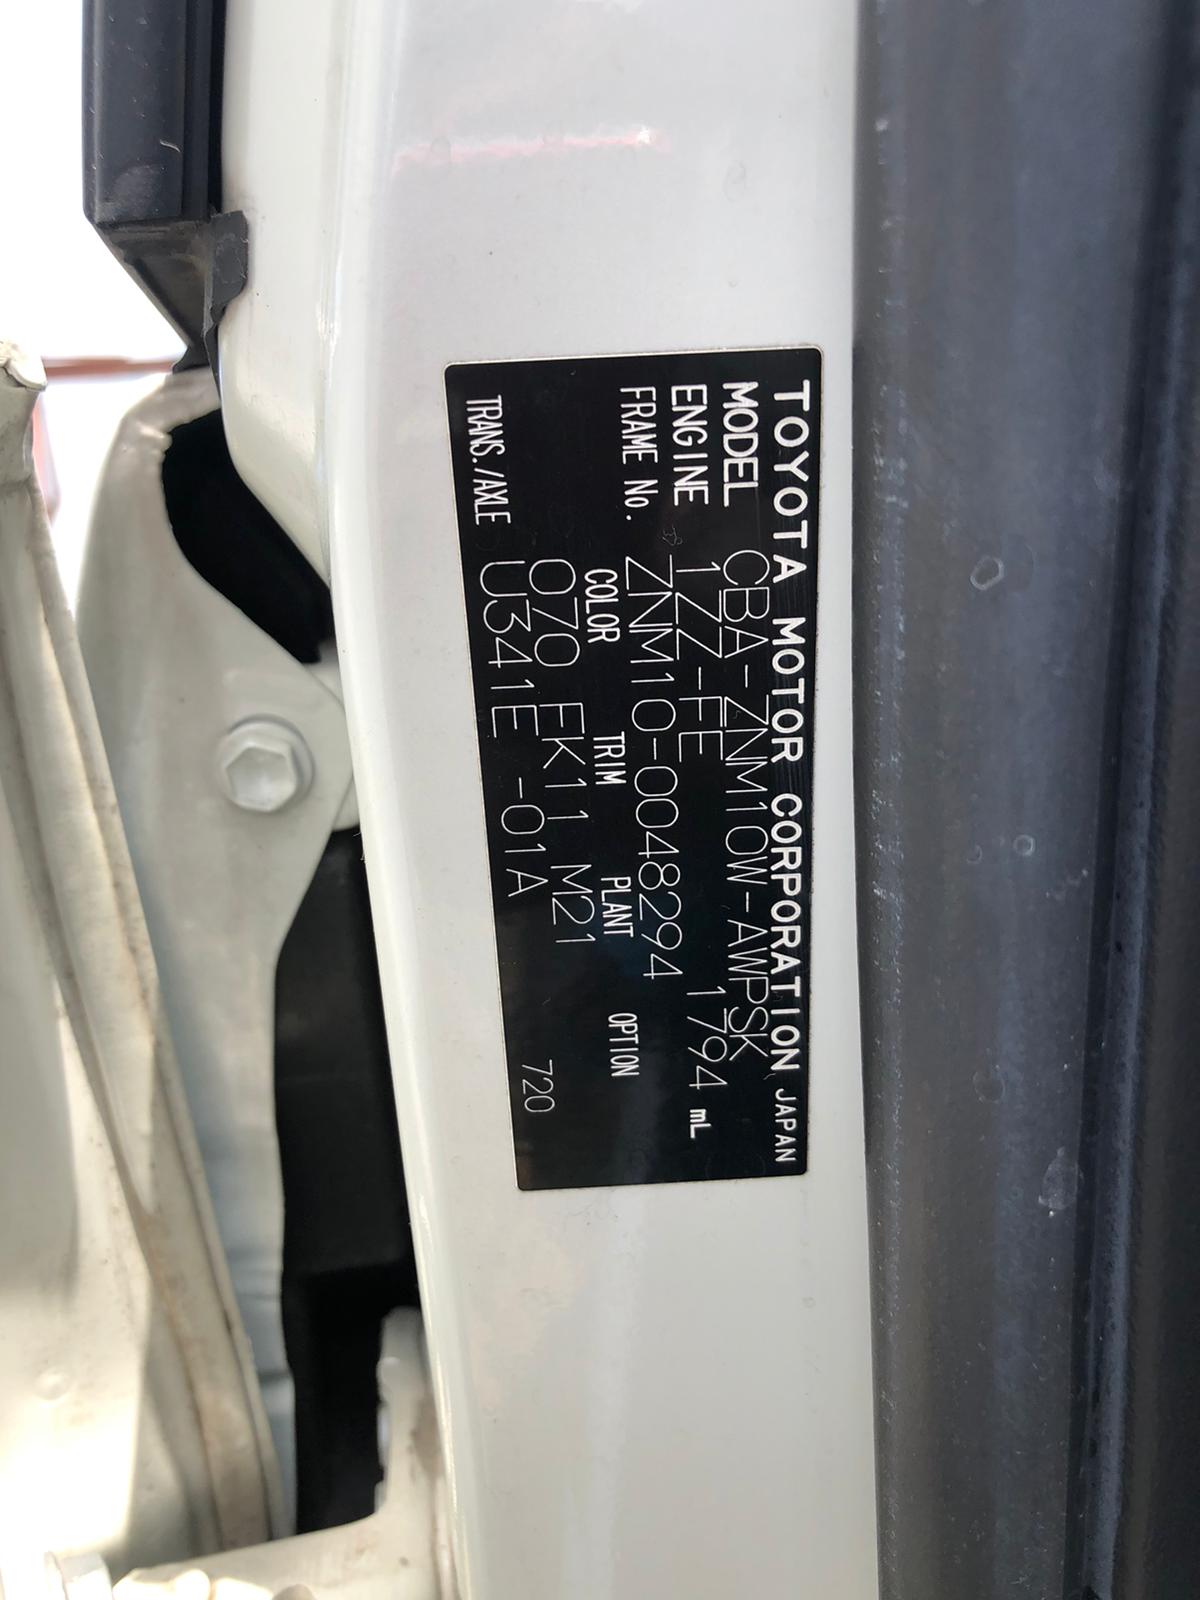 TOYOTA MOTOR CORPORATION JAPAN
MODEL CBA-ZNM10W-AWPSK
ENGINE 1ZZ-FE 1794 mL
FRAME No. ZNM10-0048294
COLOR TRIM PLANT OPTION
070 FK11 M21
TRANS./AXLE U341E -01A 720